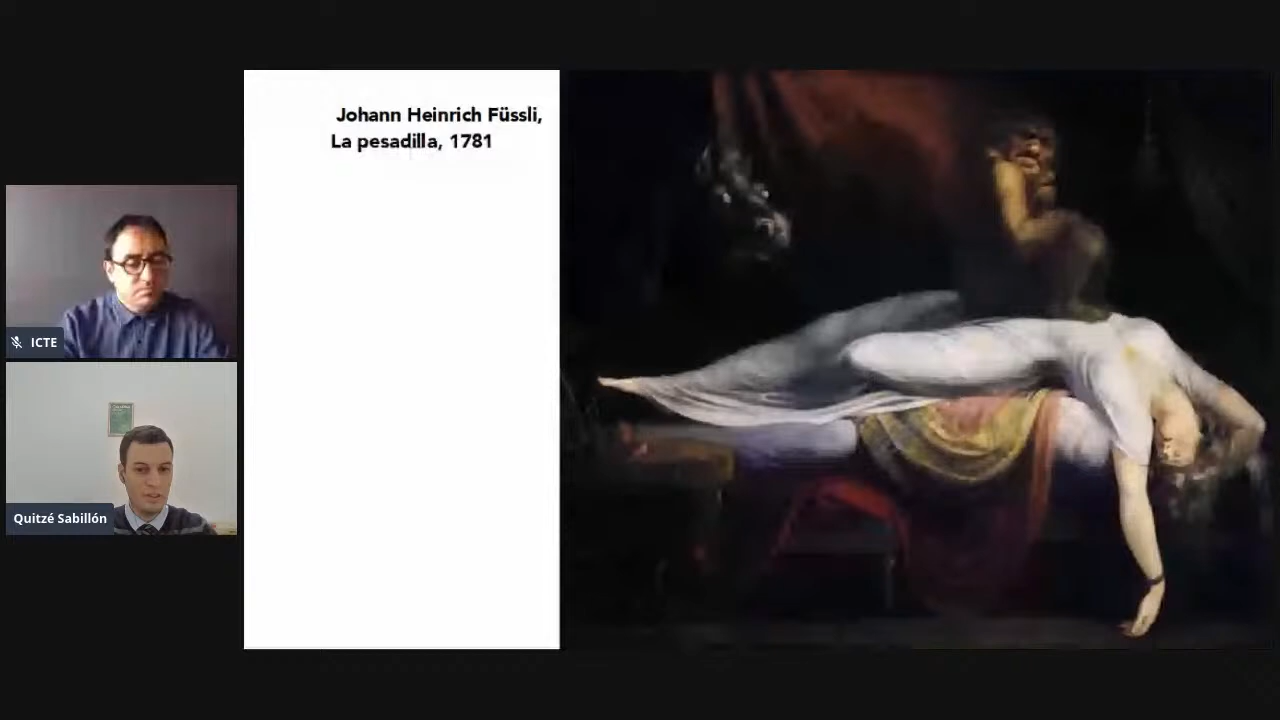 Johann Heinrich Füssli,
La pesadilla, 1781
ICTE
Quitzé Sabillón